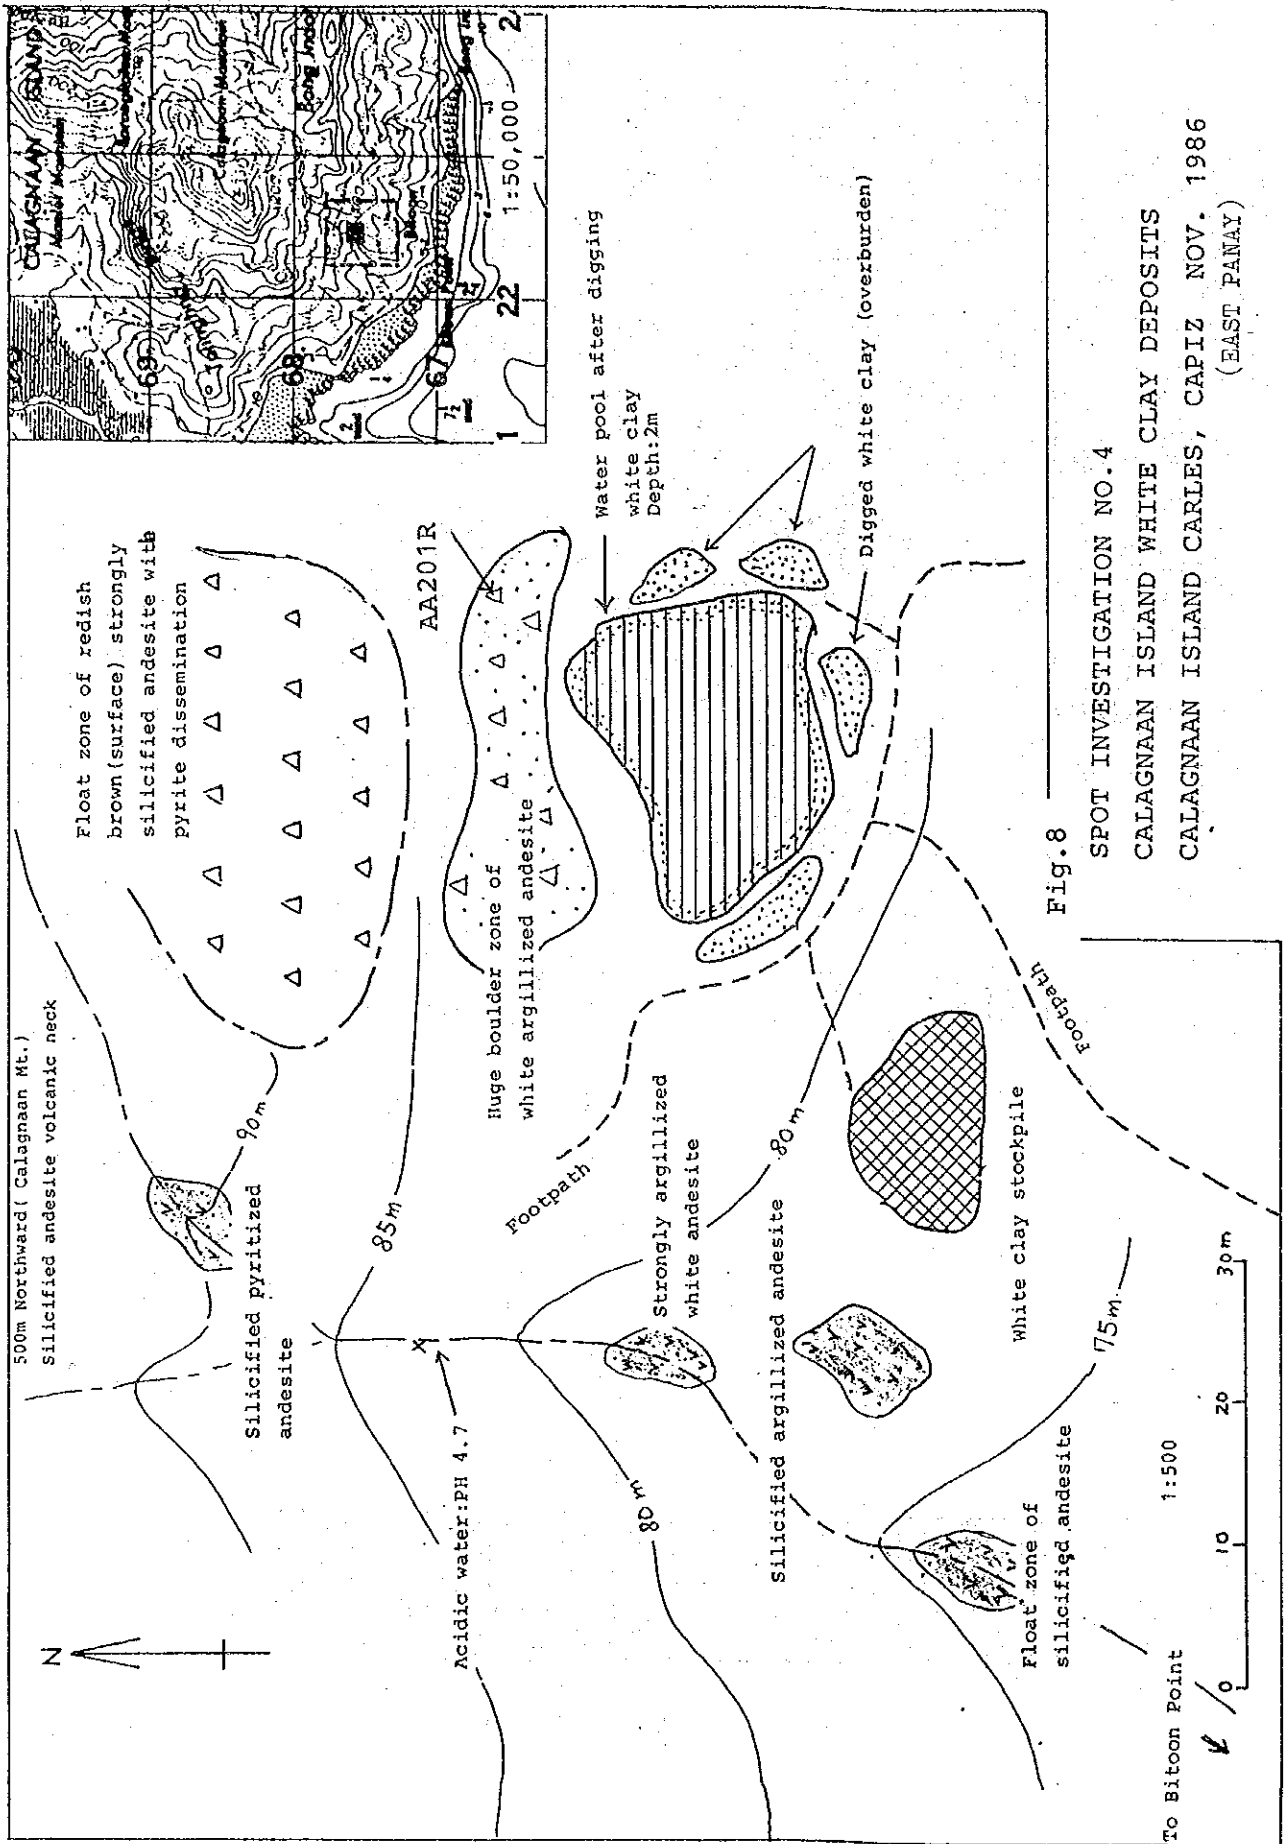 500m Northward( Calagnaan Mt.)
Silicified andesite volcanic neck
N
Float zone of redish
brown(surface) strongly
silicified andesite with
pyrite dissemination
CALAGNAAN ISLAND
69
68
67
1
22
2
1:50,000
Silicified pyritized
andesite
90m
85m
AA201R
Huge boulder zone of
white argillized andesite
Water pool after digging
white clay
Depth:2m
Acidic water:PH 4.7
Footpath
Strongly argillized
white andesite
80m
80m
Silicified argillized andesite
Digged white clay (overburden)
White clay stockpile
Footpath
75m
Float zone of
silicified andesite
To Bitoon Point
1:500
0 10 20 30m
Fig.8
SPOT INVESTIGATION NO.4
CALAGNAAN ISLAND WHITE CLAY DEPOSITS
CALAGNAAN ISLAND CARLES, CAPIZ NOV. 1986
(EAST PANAY)